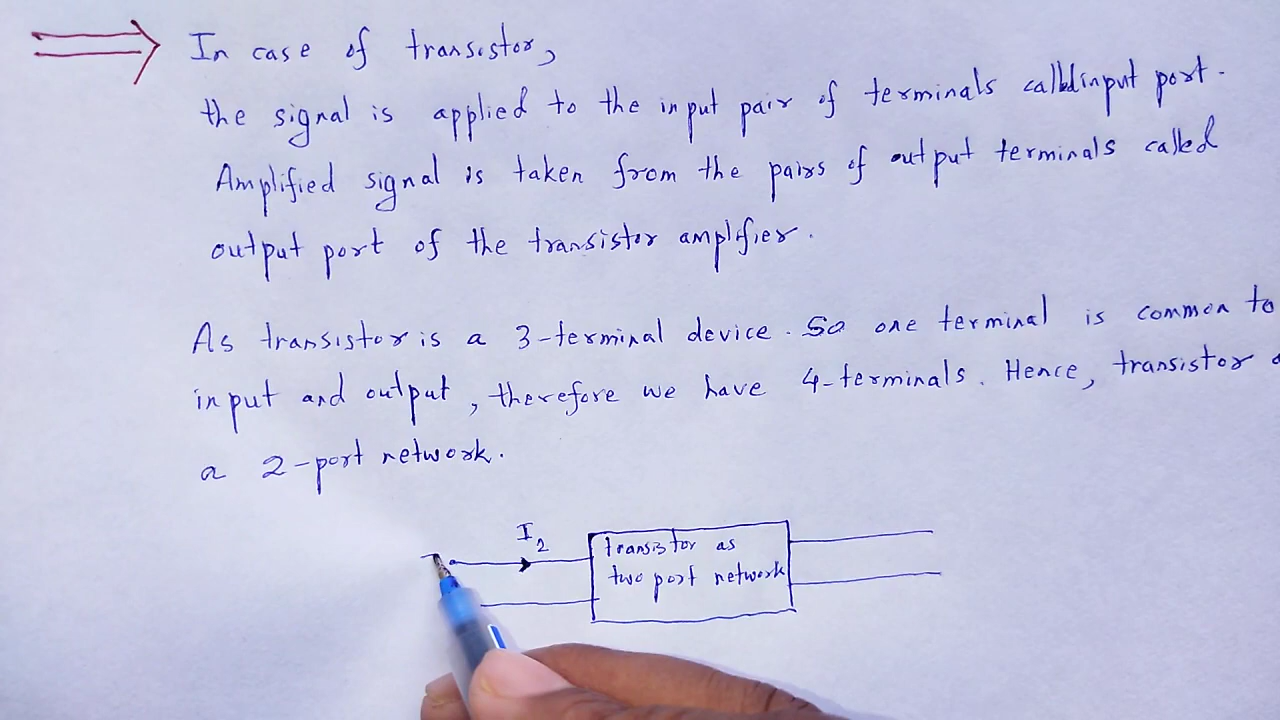 In case of transistor,
the signal is applied to the input pair of terminals called input port.
Amplified signal is taken from the pairs of output terminals called
output port of the transistor amplifier.
As transistor is a 3-terminal device. So one terminal is common to
input and output, therefore we have 4-terminals. Hence, transistor
a 2-port network.
I2
transistor as
two port network